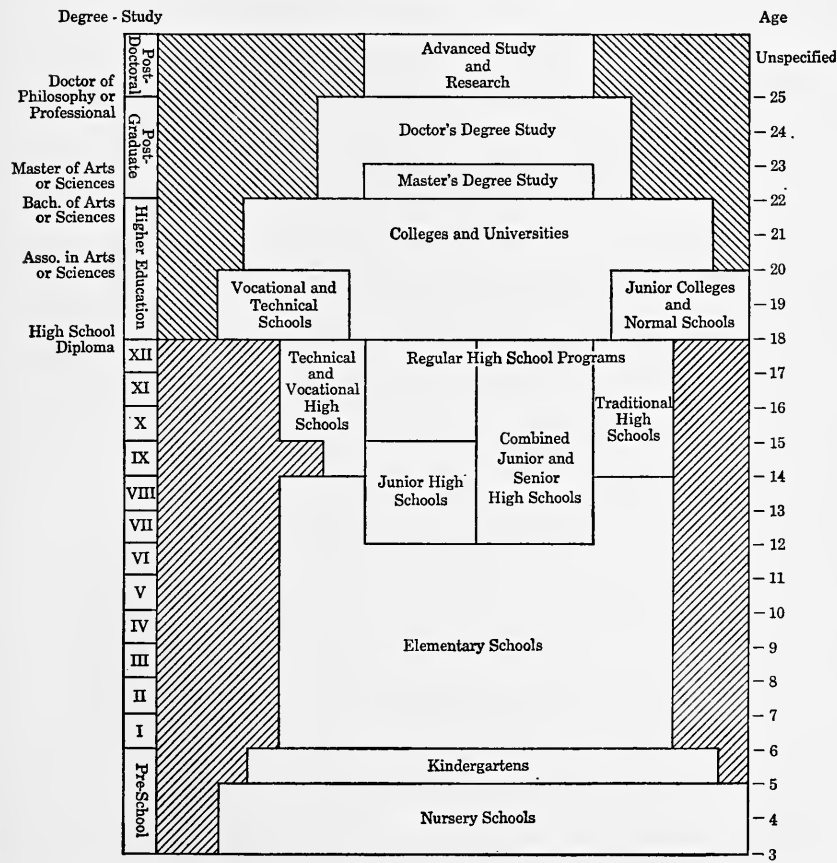 Degree - Study
Age
Post-
Doctoral
Advanced Study
and
Research
Unspecified
Doctor of
Philosophy or
Professional
25
Post-
Graduate
Doctor's Degree Study
24
23
Master of Arts
or Sciences
Master's Degree Study
Bach. of Arts
or Sciences
22
Higher Education
Colleges and Universities
21
Asso. in Arts
or Sciences
20
Vocational and
Technical
Schools
Junior Colleges
and
Normal Schools
19
High School
Diploma
18
XII
Technical
and
Vocational
High
Schools
Regular High School Programs
17
XI
Traditional
High
Schools
16
X
Combined
Junior and
Senior
High Schools
15
IX
14
VIII
Junior High
Schools
13
VII
12
VI
11
V
10
IV
Elementary Schools
9
III
8
II
7
I
6
Pre-School
Kindergartens
5
Nursery Schools
4
3